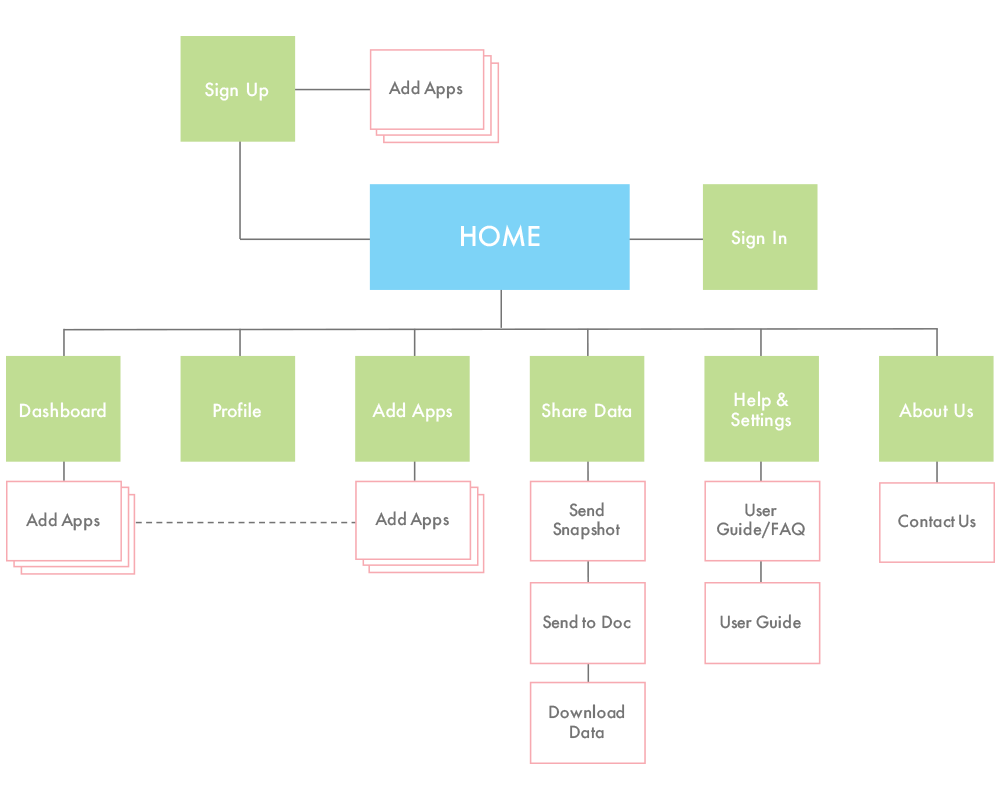 Sign Up
Add Apps
HOME
Sign In
Dashboard
Profile
Add Apps
Share Data
Help &
Settings
About Us
Add Apps
Add Apps
Send
Snapshot
User
Guide/FAQ
Contact Us
Send to Doc
User Guide
Download
Data